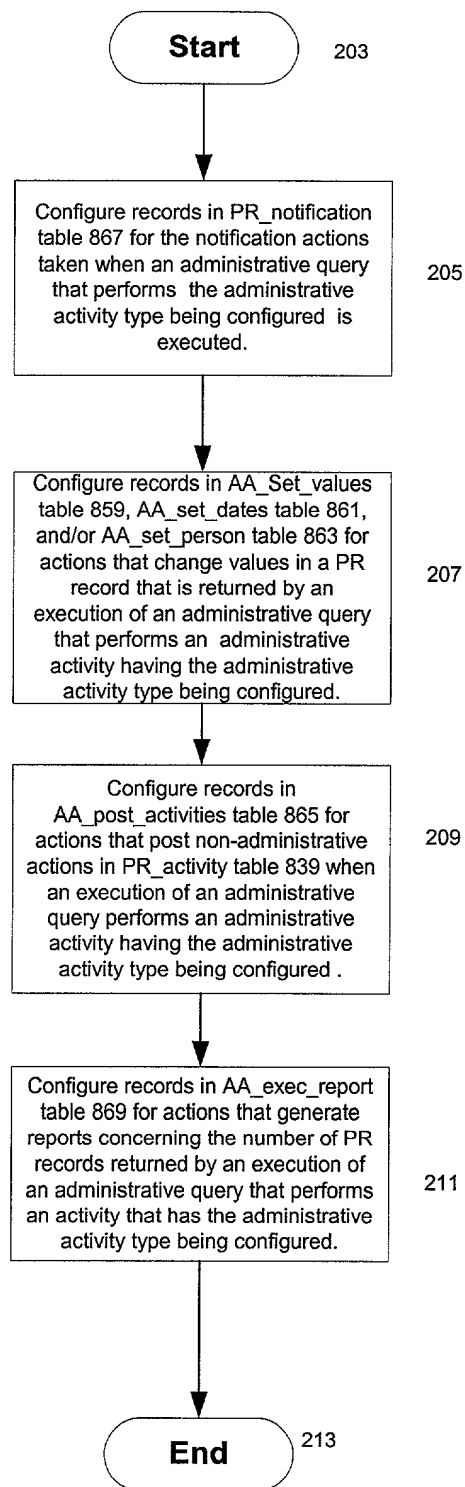 Start
203
Configure records in PR_notification
table 867 for the notification actions
taken when an administrative query
that performs the administrative
activity type being configured is
executed.
205
Configure records in AA_Set_values
table 859, AA_set_dates table 861,
and/or AA_set_person table 863 for
actions that change values in a PR
record that is returned by an
execution of an administrative query
that performs an administrative
activity having the administrative
activity type being configured.
207
Configure records in
AA_post_activities table 865 for
actions that post non-administrative
actions in PR_activity table 839 when
an execution of an administrative
query performs an administrative
activity having the administrative
activity type being configured .
209
Configure records in AA_exec_report
table 869 for actions that generate
reports concerning the number of PR
records returned by an execution of
an administrative query that performs
an activity that has the administrative
activity type being configured.
211
End
213